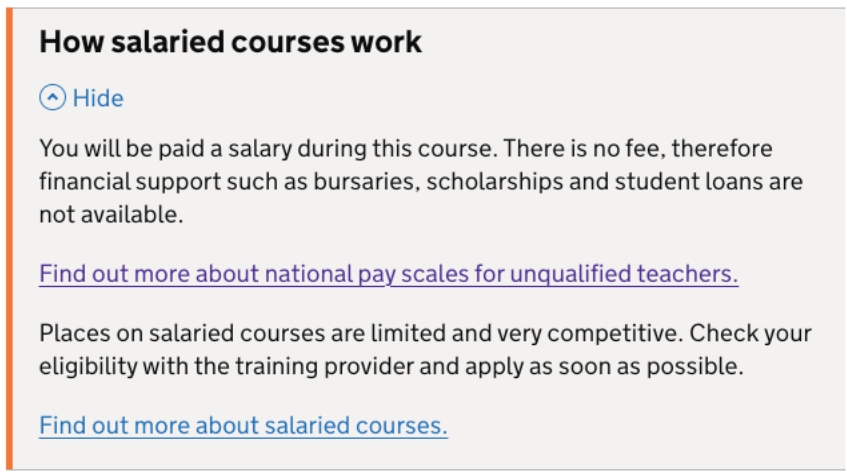 How salaried courses work
Hide
You will be paid a salary during this course. There is no fee, therefore
financial support such as bursaries, scholarships and student loans are
not available.
Find out more about national pay scales for unqualified teachers.
Places on salaried courses are limited and very competitive. Check your
eligibility with the training provider and apply as soon as possible.
Find out more about salaried courses.